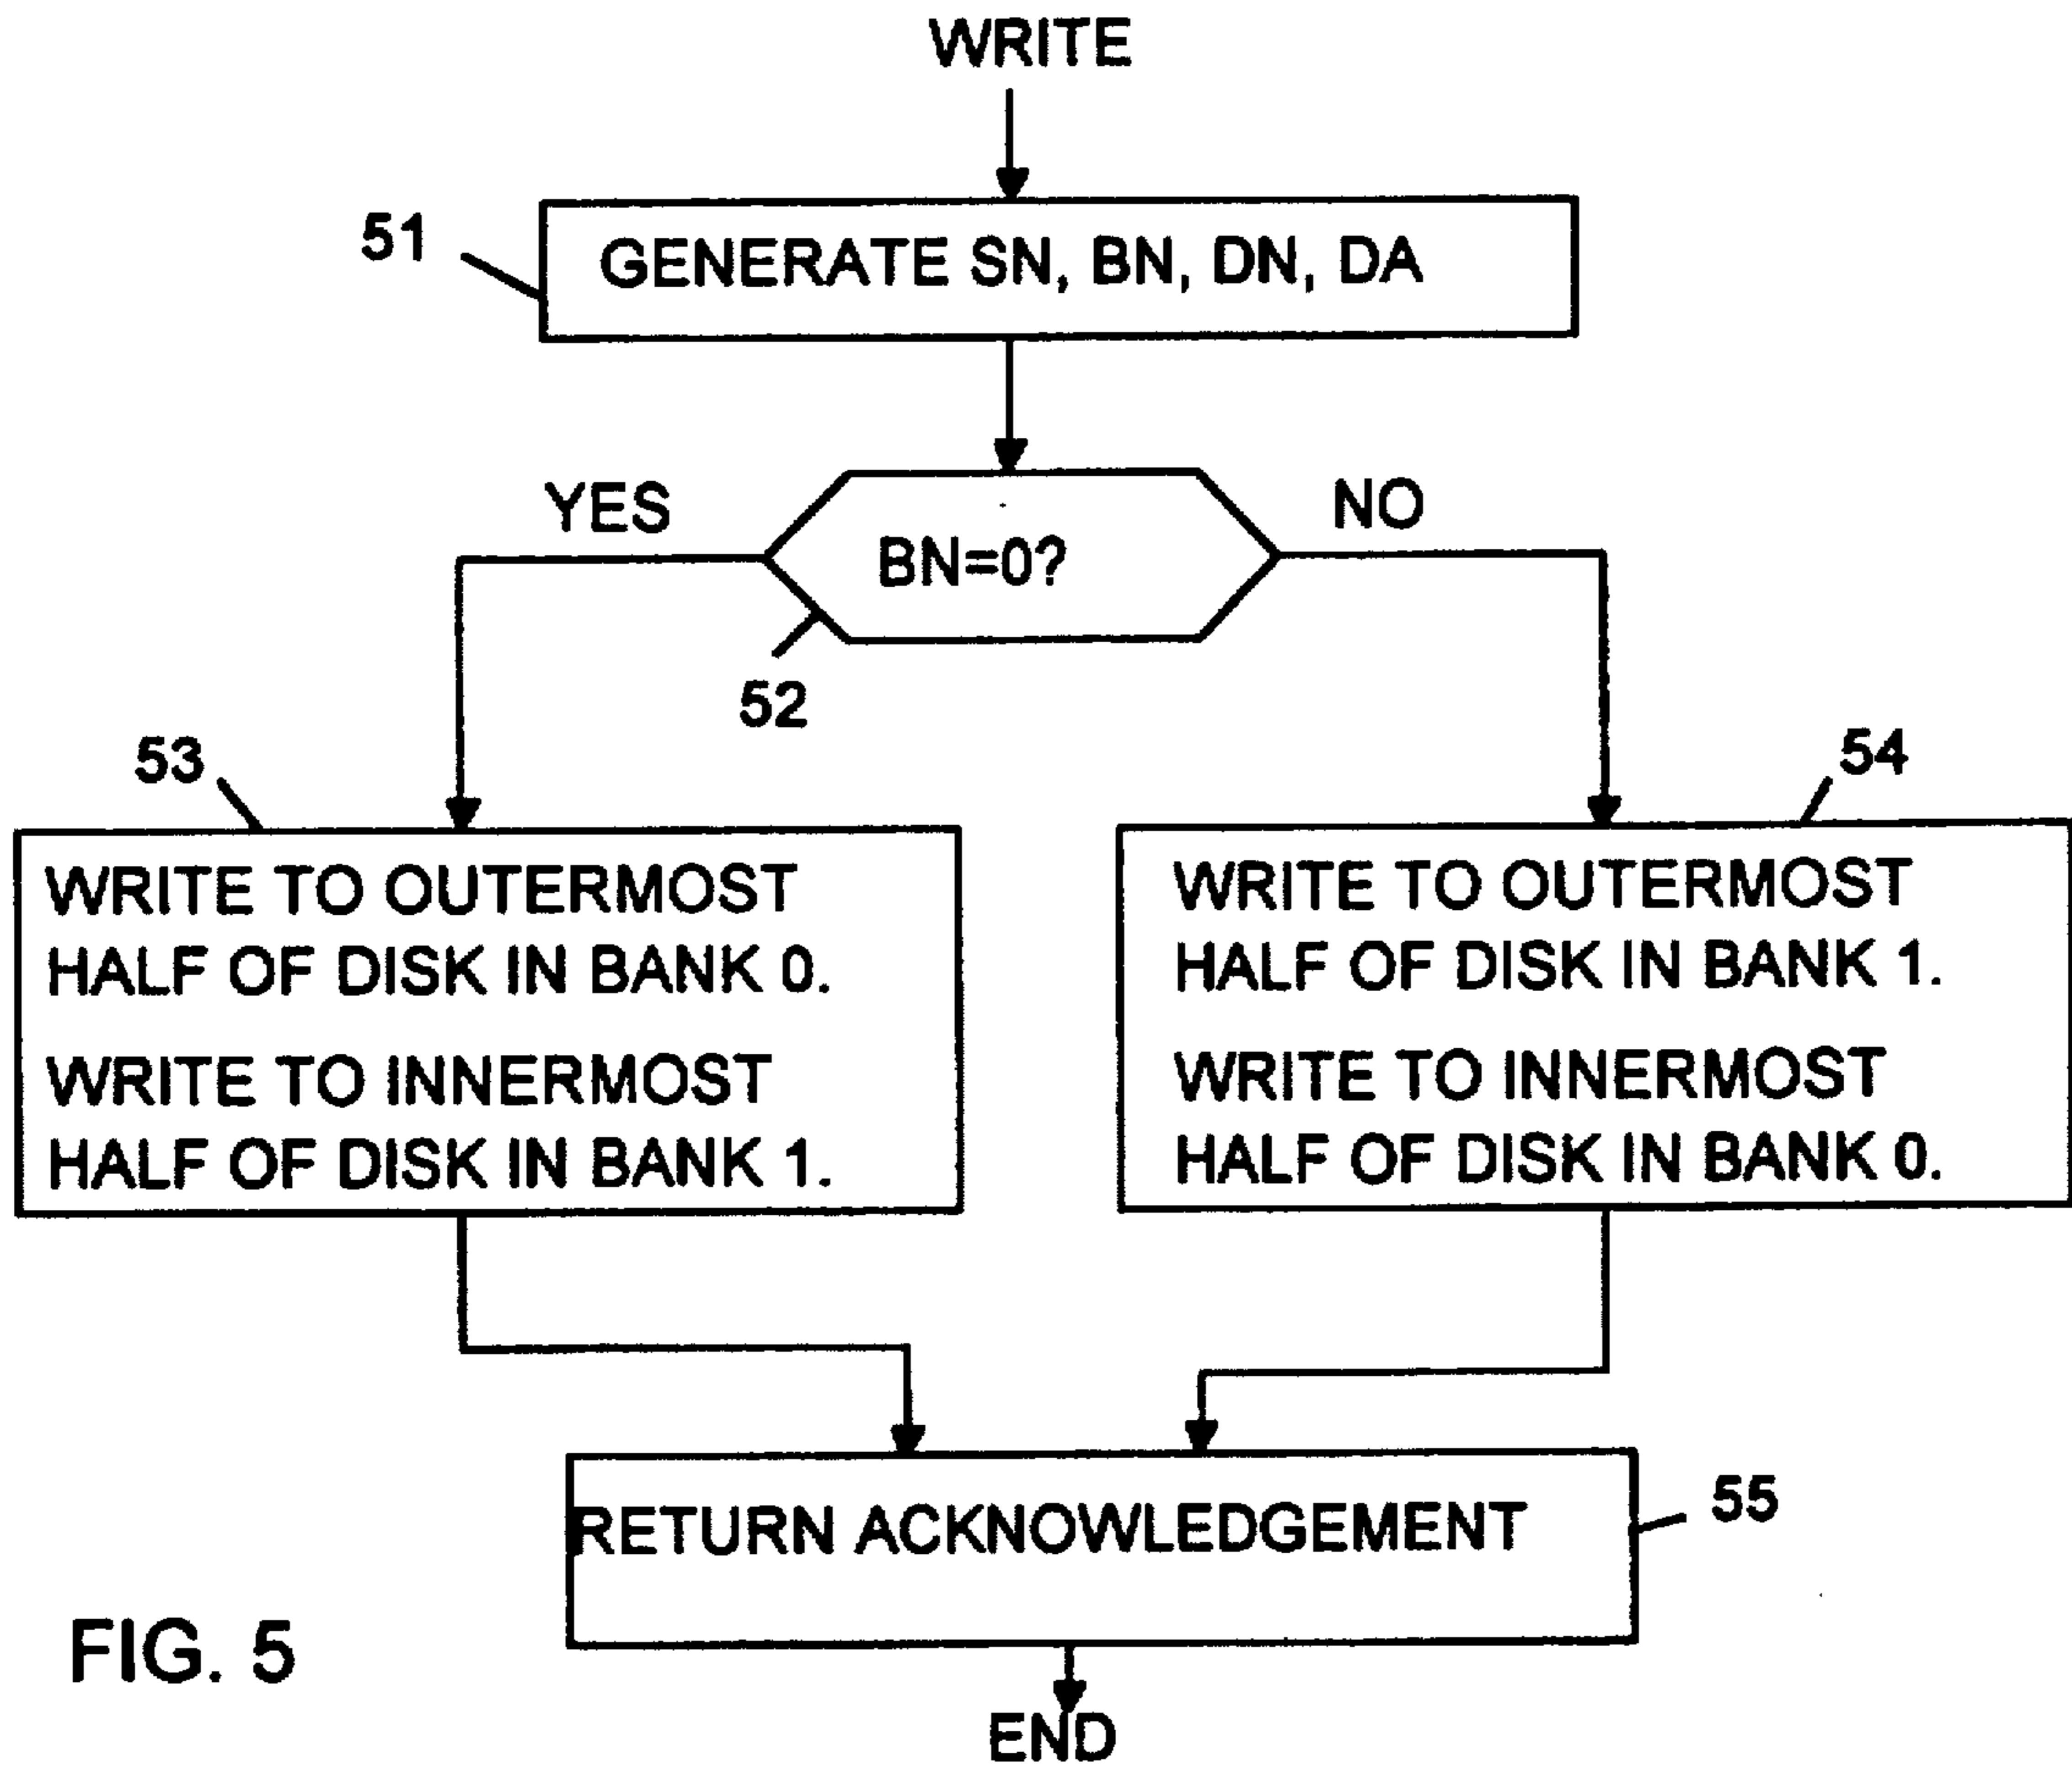 WRITE
51
GENERATE SN, BN, DN, DA
YES
NO
BN=0?
52
53
54
WRITE TO OUTERMOST
HALF OF DISK IN BANK 0.
WRITE TO INNERMOST
HALF OF DISK IN BANK 1.
WRITE TO OUTERMOST
HALF OF DISK IN BANK 1.
WRITE TO INNERMOST
HALF OF DISK IN BANK 0.
RETURN ACKNOWLEDGEMENT
55
FIG. 5
END